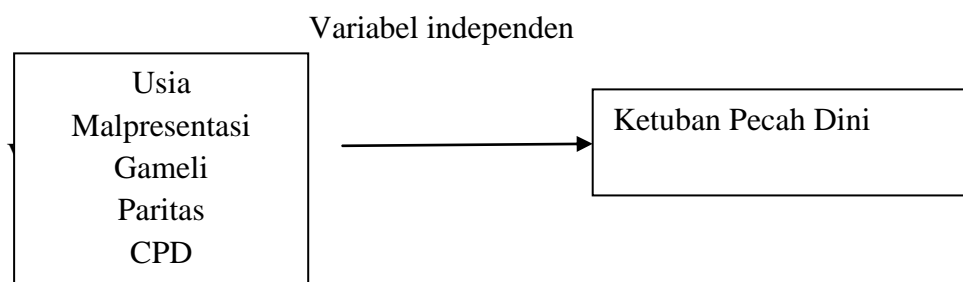 Variabel independen
Usia
Malpresentasi
Gameli
Paritas
CPD
Ketuban Pecah Dini